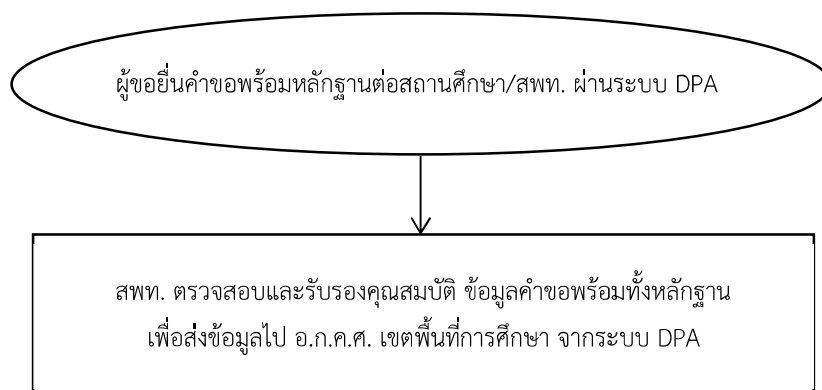 ผู้ขอยื่นคำขอพร้อมหลักฐานต่อสถานศึกษา/สพท. ผ่านระบบ DPA
สพท. ตรวจสอบและรับรองคุณสมบัติ ข้อมูลคำขอพร้อมทั้งหลักฐาน
เพื่อส่งข้อมูลไป อ.ก.ค.ศ. เขตพื้นที่การศึกษา จากระบบ DPA